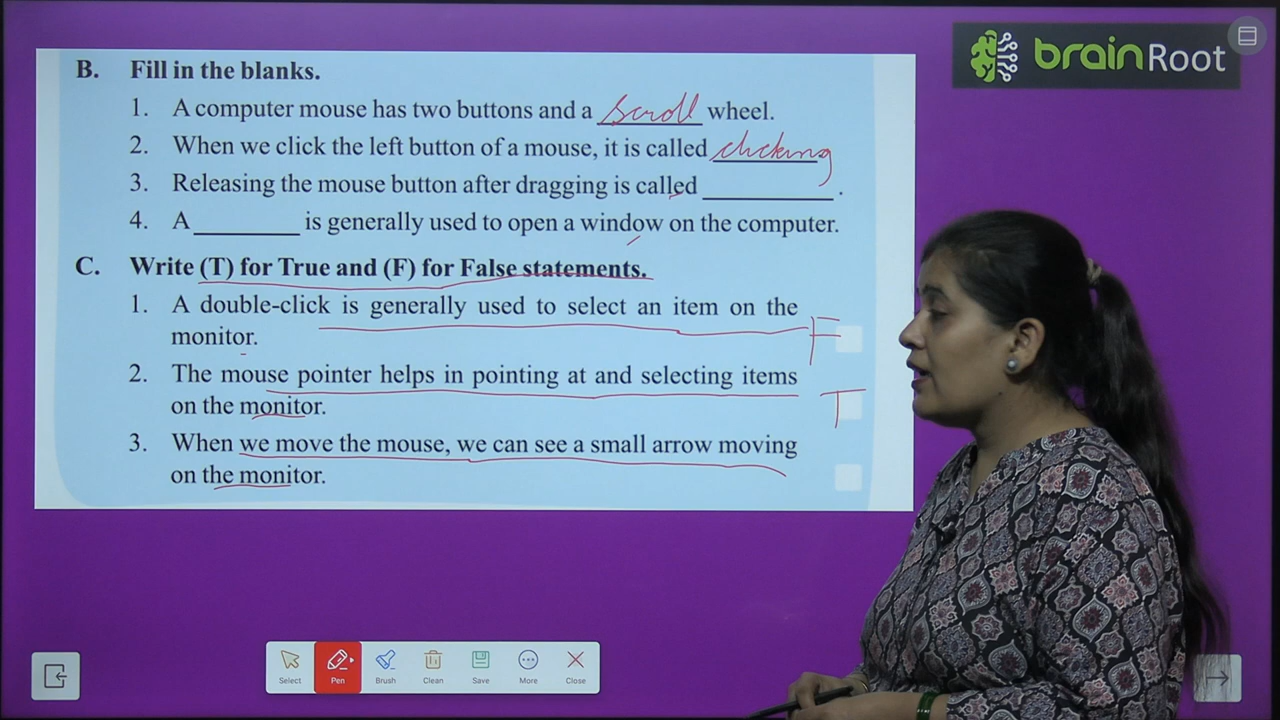 brainRoot
B. Fill in the blanks.
1. A computer mouse has two buttons and a scroll wheel.
2. When we click the left button of a mouse, it is called clicking
3. Releasing the mouse button after dragging is called __________ .
4. A ________ is generally used to open a window on the computer.
C. Write (T) for True and (F) for False statements.
1. A double-click is generally used to select an item on the
monitor. F
2. The mouse pointer helps in pointing at and selecting items
on the monitor. T
3. When we move the mouse, we can see a small arrow moving
on the monitor.
Select Pen Brush Clean Save More Close